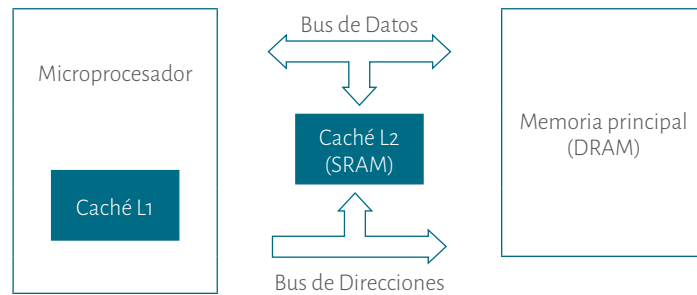 Bus de Datos
Microprocesador
Caché L2
(SRAM)
Memoria principal
(DRAM)
Caché L1
Bus de Direcciones